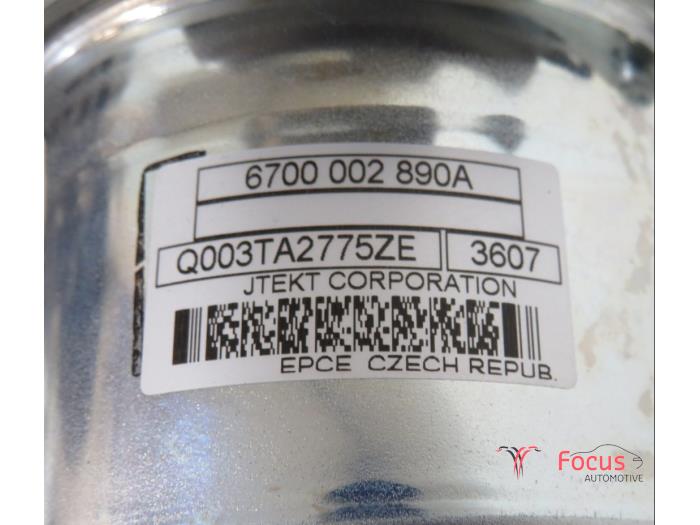 6700 002 890A
Q003TA2775ZE 3607
JTEKT CORPORATION
EPCE CZECH REPUB.
Focus
AUTOMOTIVE